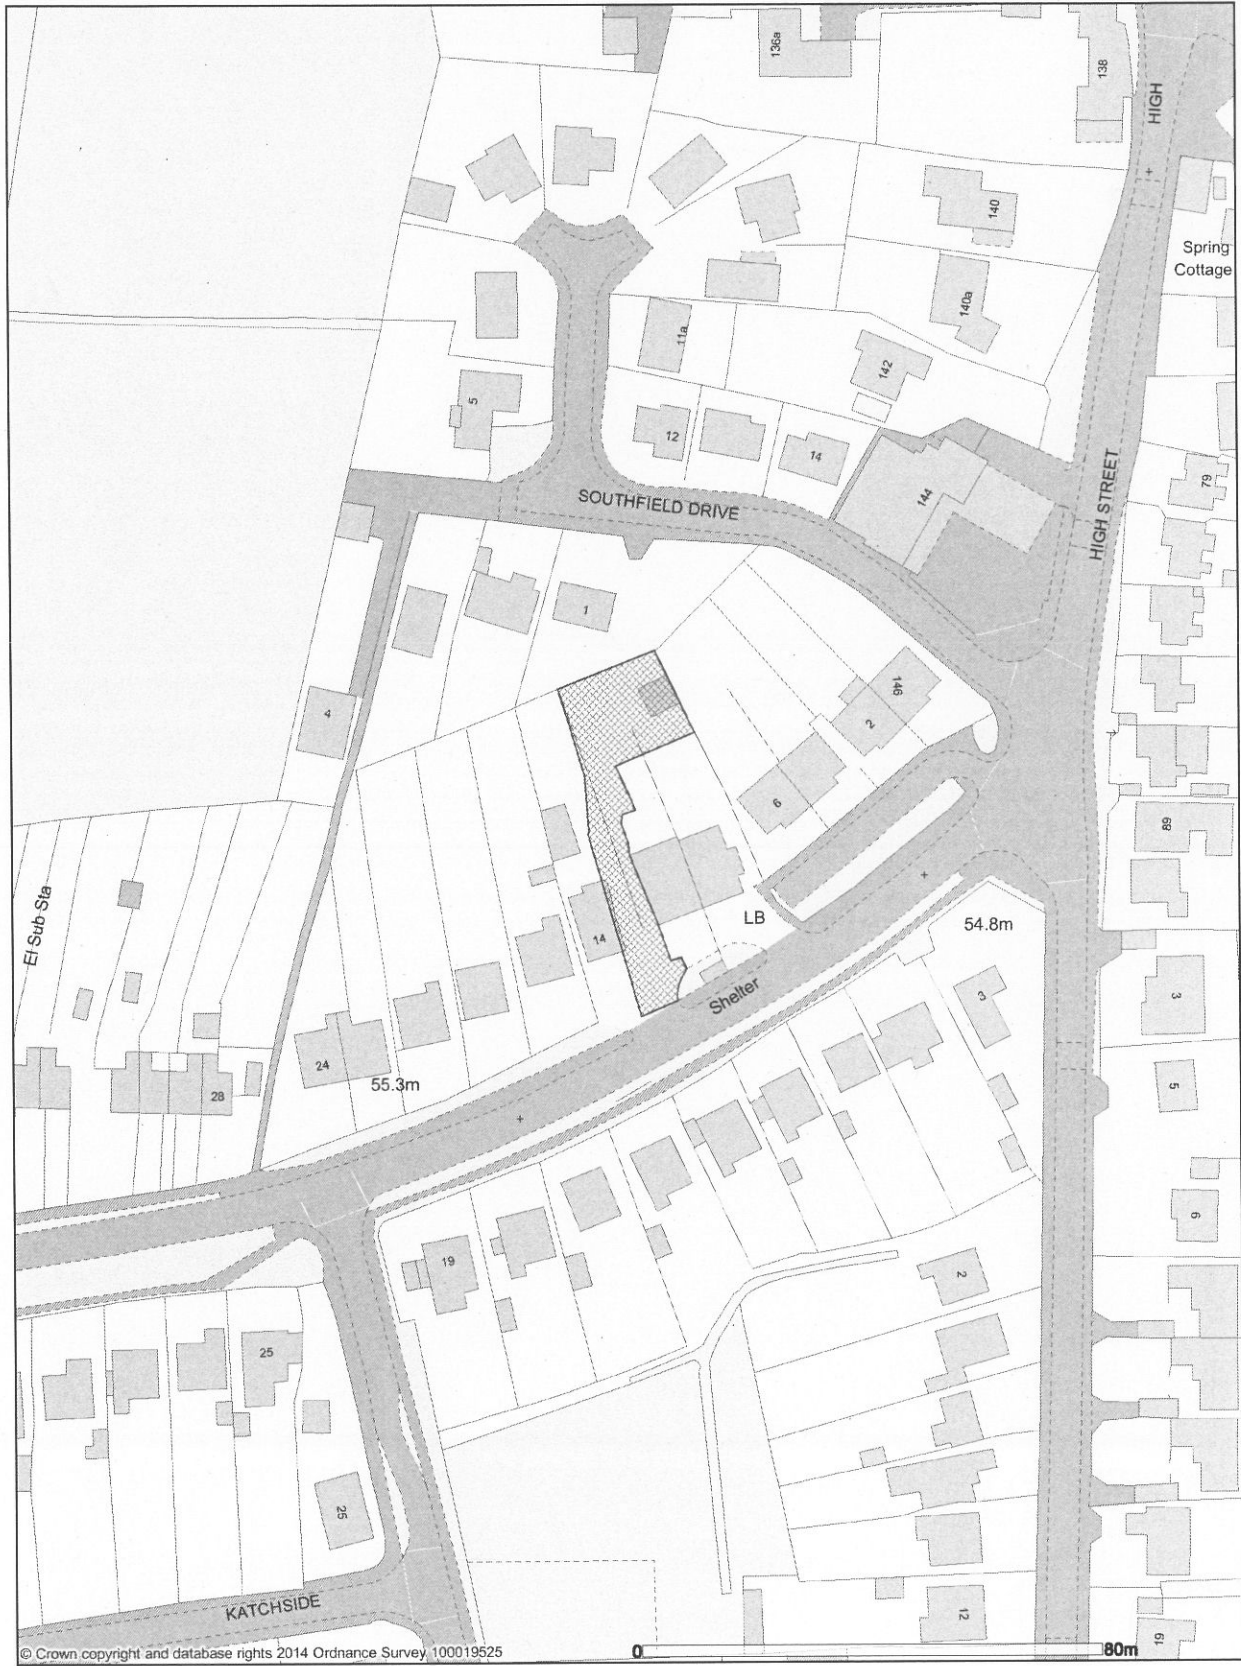 136a
138
HIGH
140
Spring
Cottage
140a
11a
142
5
12
14
144
79
SOUTHFIELD DRIVE
HIGH STREET
1
4
146
2
6
89
El Sub Sta
14
LB
54.8m
Shelter
3
3
24
55.3m
28
5
6
19
2
25
25
KATCHSIDE
12
19
© Crown copyright and database rights 2014 Ordnance Survey 100019525
0
80m